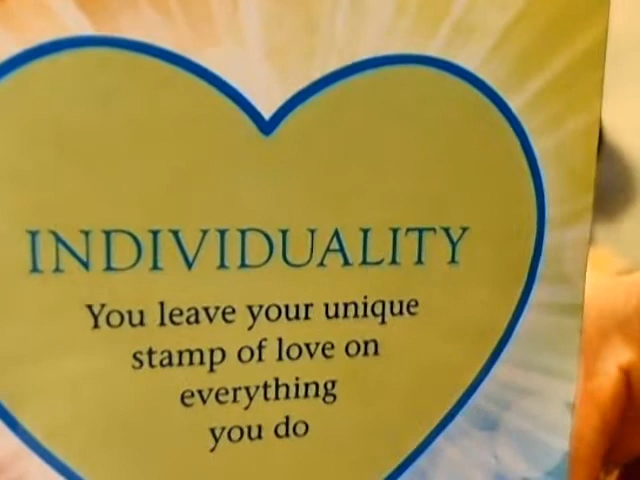 INDIVIDUALITY
You leave your unique
stamp of love on
everything
you do